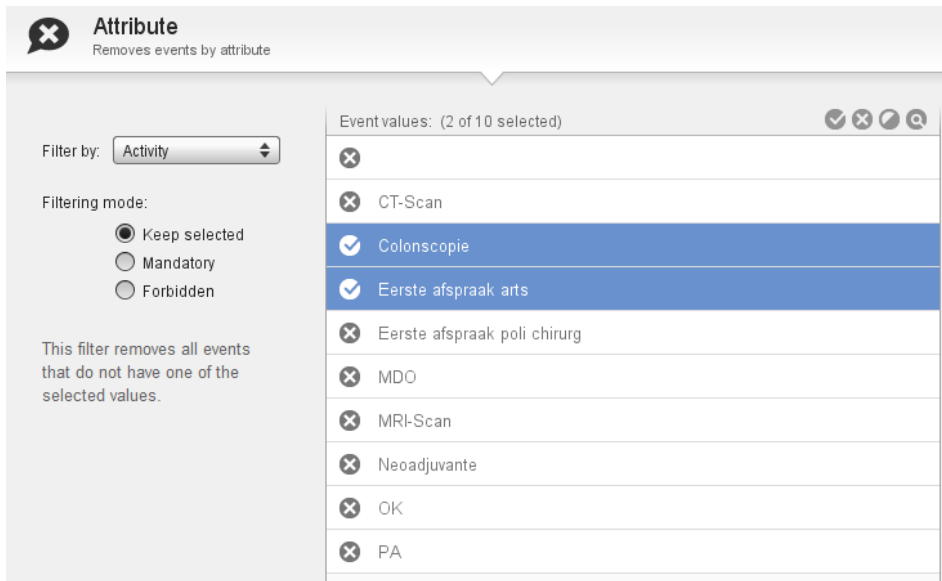 Attribute
Removes events by attribute
Event values: (2 of 10 selected)
Filter by: Activity
Filtering mode:
Keep selected
Mandatory
Forbidden
This filter removes all events
that do not have one of the
selected values.
CT-Scan
Colonscopie
Eerste afspraak arts
Eerste afspraak poli chirurg
MDO
MRI-Scan
Neoadjuvante
OK
PA